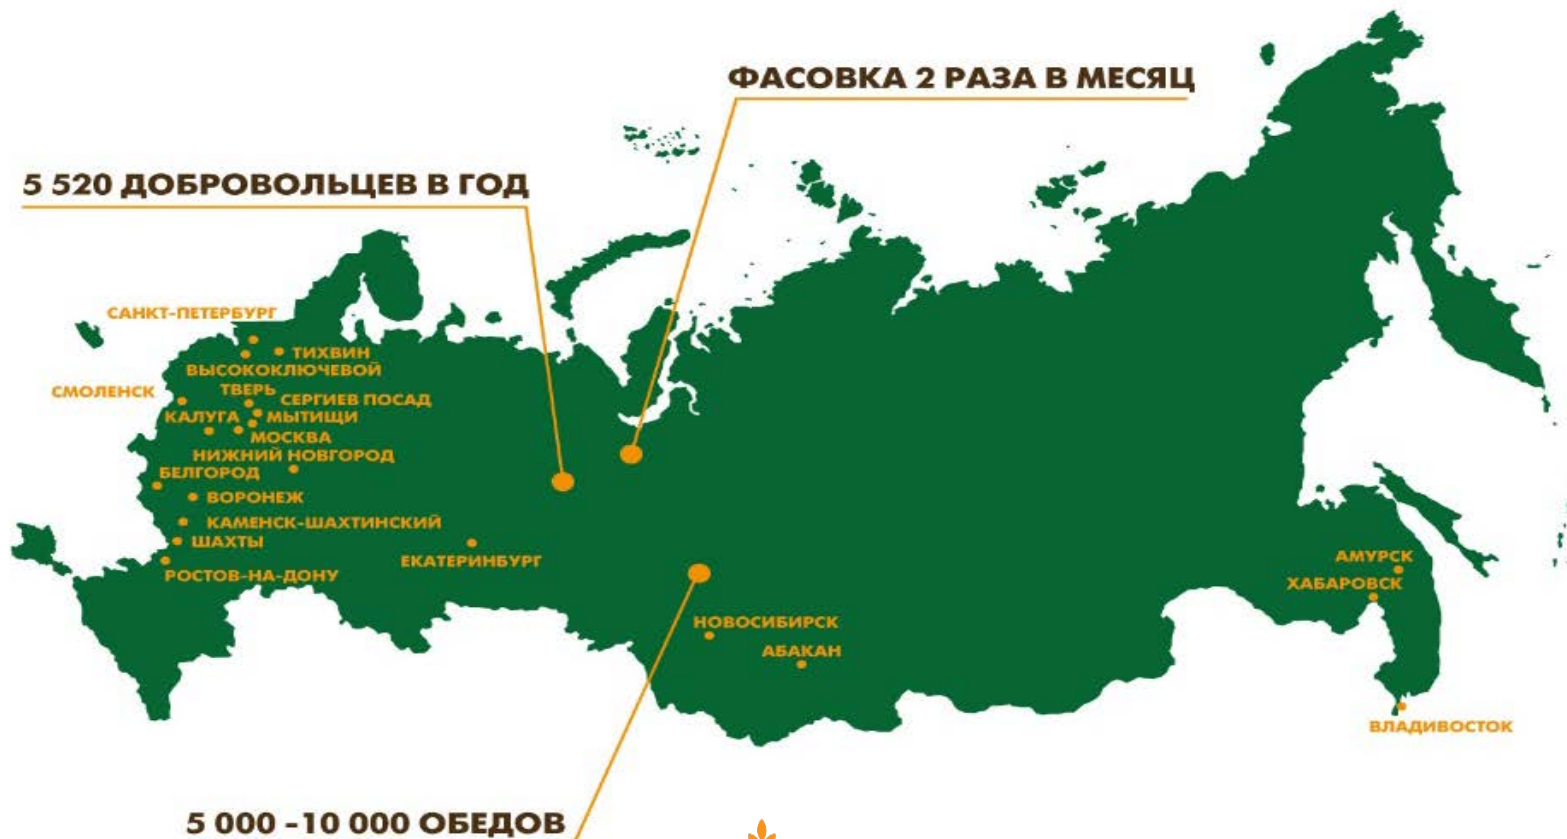 ФАСОВКА 2 РАЗА В МЕСЯЦ
5 520 ДОБРОВОЛЬЦЕВ В ГОД
САНКТ-ПЕТЕРБУРГ
ТИХВИН
ВЫСОКОКЛЮЧЕВОЙ
СМОЛЕНСК
ТВЕРЬ
СЕРГИЕВ ПОСАД
КАЛУГА
МЫТИЩИ
МОСКВА
НИЖНИЙ НОВГОРОД
БЕЛГОРОД
ВОРОНЕЖ
КАМЕНСК-ШАХТИНСКИЙ
ШАХТЫ
ЕКАТЕРИНБУРГ
РОСТОВ-НА-ДОНУ
АМУРСК
ХАБАРОВСК
НОВОСИБИРСК
АБАКАН
ВЛАДИВОСТОК
5 000 -10 000 ОБЕДОВ